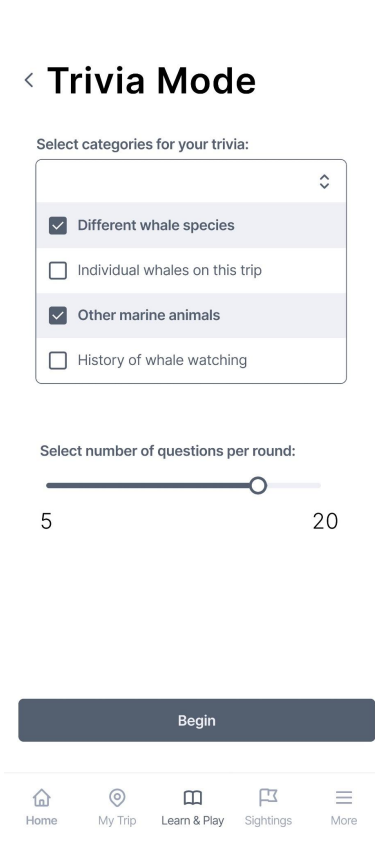 Trivia Mode
Select categories for your trivia:
Different whale species
Individual whales on this trip
Other marine animals
History of whale watching
Select number of questions per round:
5 20
Begin
Home My Trip Learn & Play Sightings More